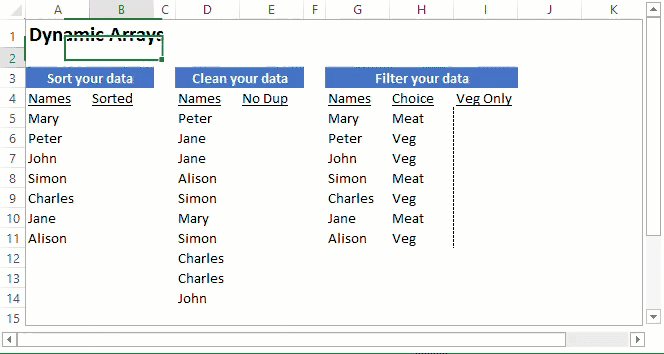 A B C D E F G H I J K
1 Dynamic Arrays
2
3 Sort your data Clean your data Filter your data
4 Names Sorted Names No Dup Names Choice Veg Only
5 Mary Peter Mary Meat
6 Peter Jane Peter Veg
7 John Jane John Veg
8 Simon Alison Simon Meat
9 Charles Simon Charles Veg
10 Jane Mary Jane Meat
11 Alison Simon Alison Veg
12 Charles
13 Charles
14 John
15